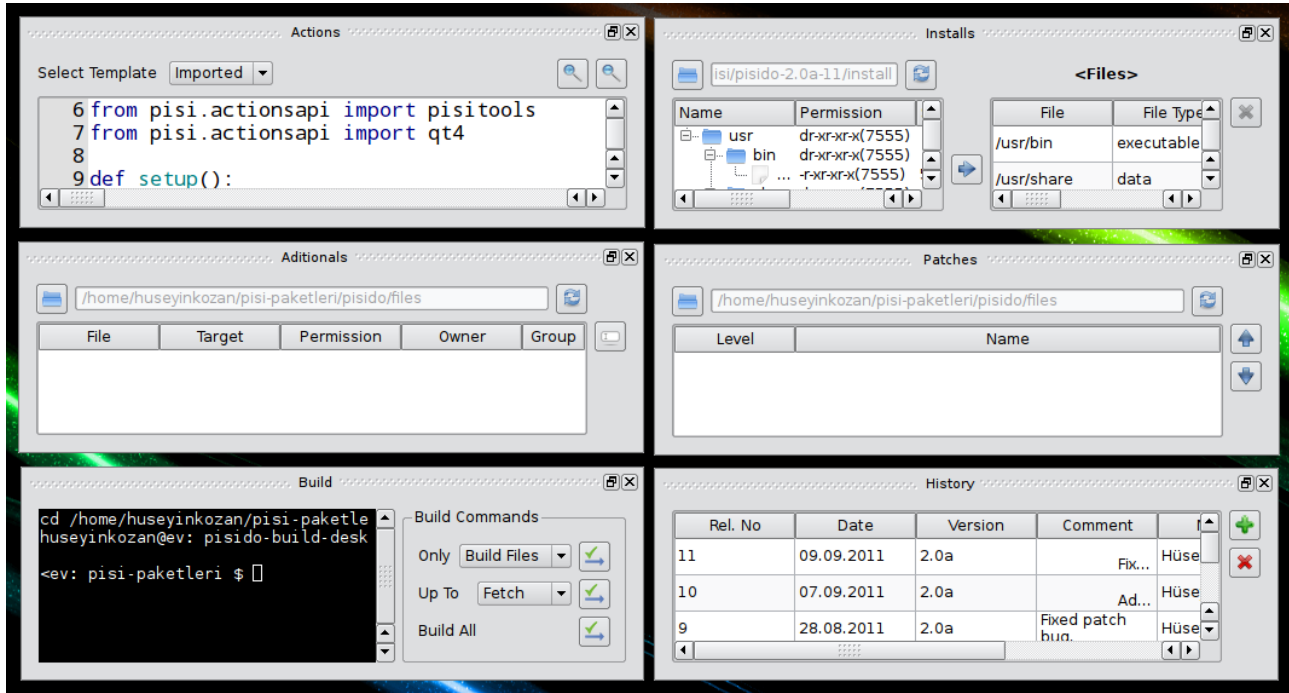 Actions
Select Template Imported
6 from pisi.actionsapi import pisitools
7 from pisi.actionsapi import qt4
8
9 def setup():
Installs
isi/pisido-2.0a-11/install
<Files>
Name Permission
usr dr-xr-xr-x(7555)
bin dr-xr-xr-x(7555)
... -r-xr-xr-x(7555)
File File Type
/usr/bin executable
/usr/share data
Aditionals
/home/huseyinkozan/pisi-paketleri/pisido/files
File Target Permission Owner Group
Patches
/home/huseyinkozan/pisi-paketleri/pisido/files
Level Name
Build
cd /home/huseyinkozan/pisi-paketle
huseyinkozan@ev: pisido-build-desk
<ev: pisi-paketleri $
Build Commands
Only Build Files
Up To Fetch
Build All
History
Rel. No Date Version Comment
11 09.09.2011 2.0a Fix... Hüse
10 07.09.2011 2.0a Ad... Hüse
9 28.08.2011 2.0a Fixed patch bug. Hüse